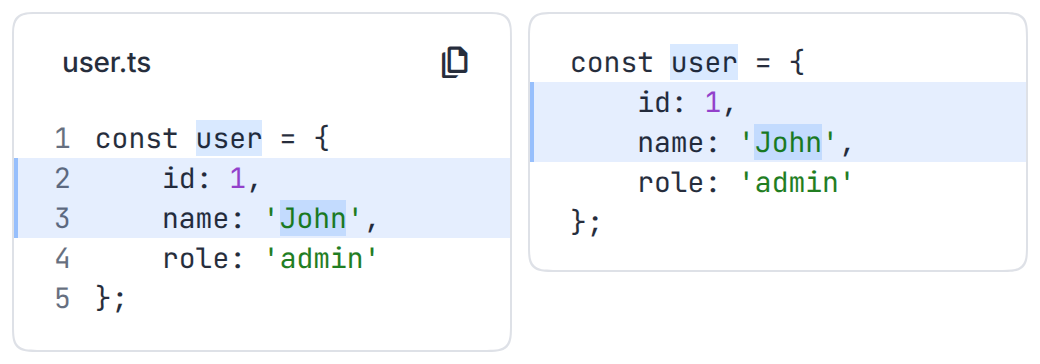 user.ts
1 const user = {
2     id: 1,
3     name: 'John',
4     role: 'admin'
5 };
const user = {
    id: 1,
    name: 'John',
    role: 'admin'
};